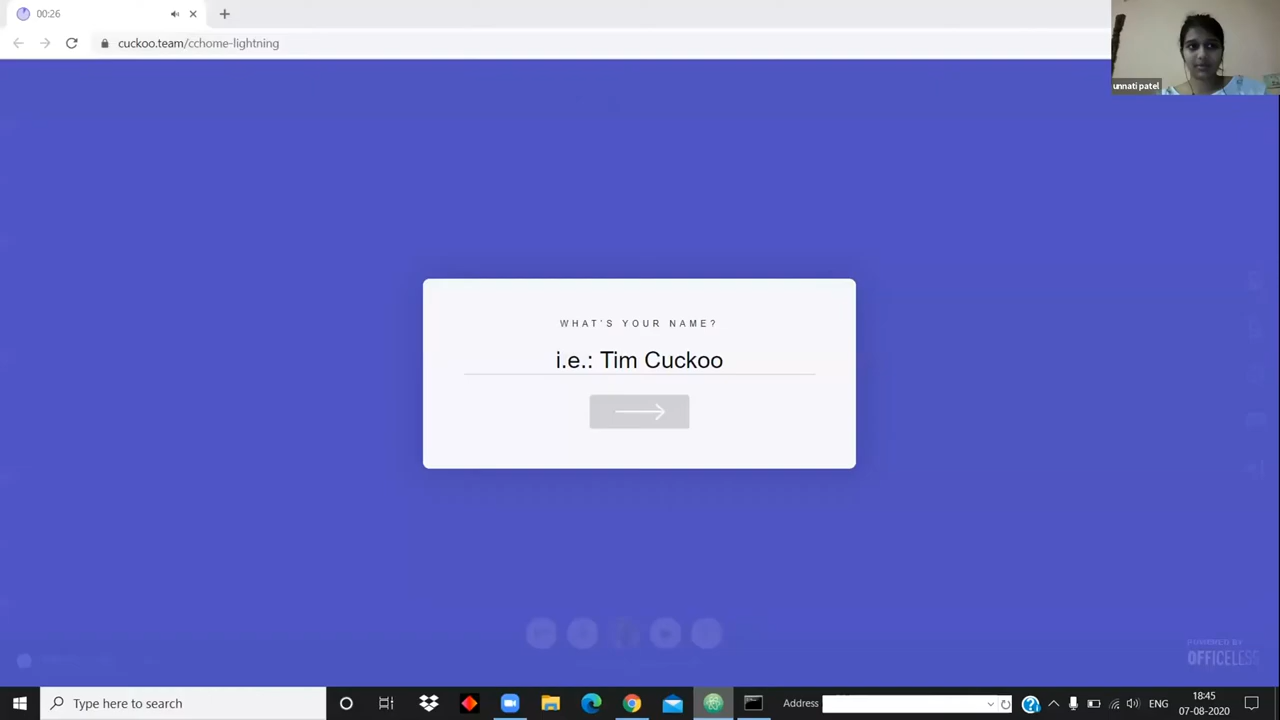 00:26
cuckoo.team/cchome-lightning
unnati patel
WHAT'S YOUR NAME?
i.e.: Tim Cuckoo
POWERED BY
OFFICELESS
Type here to search
Address
ENG
18:45
07-08-2020